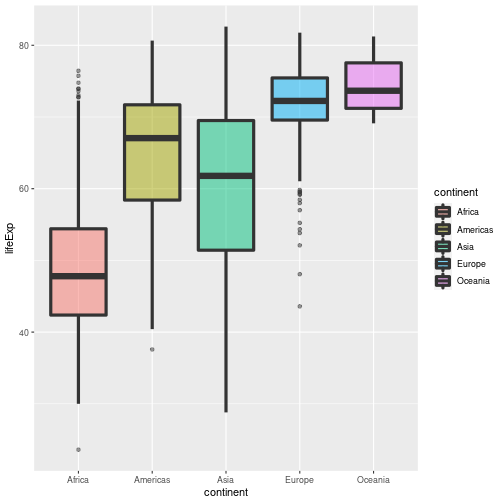 lifeExp
80
60
40
Africa
Americas
Asia
Europe
Oceania
continent
continent
Africa
Americas
Asia
Europe
Oceania